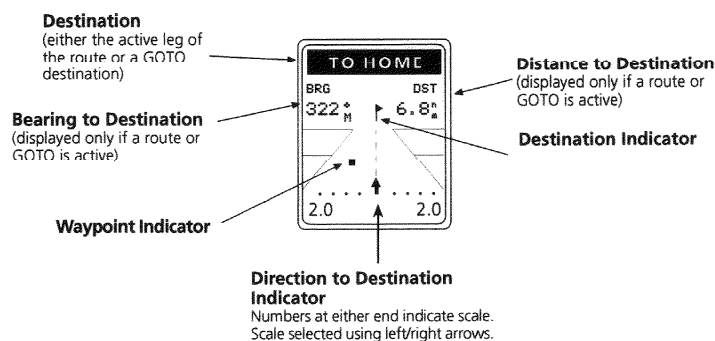 Destination
(either the active leg of
the route or a GOTO
destination)
TO HOME
BRG
DST
322°M
6.8nm
Distance to Destination
(displayed only if a route or
GOTO is active)
Bearing to Destination
(displayed only if a route or
GOTO is active)
Destination Indicator
Waypoint Indicator
2.0
2.0
Direction to Destination
Indicator
Numbers at either end indicate scale.
Scale selected using left/right arrows.